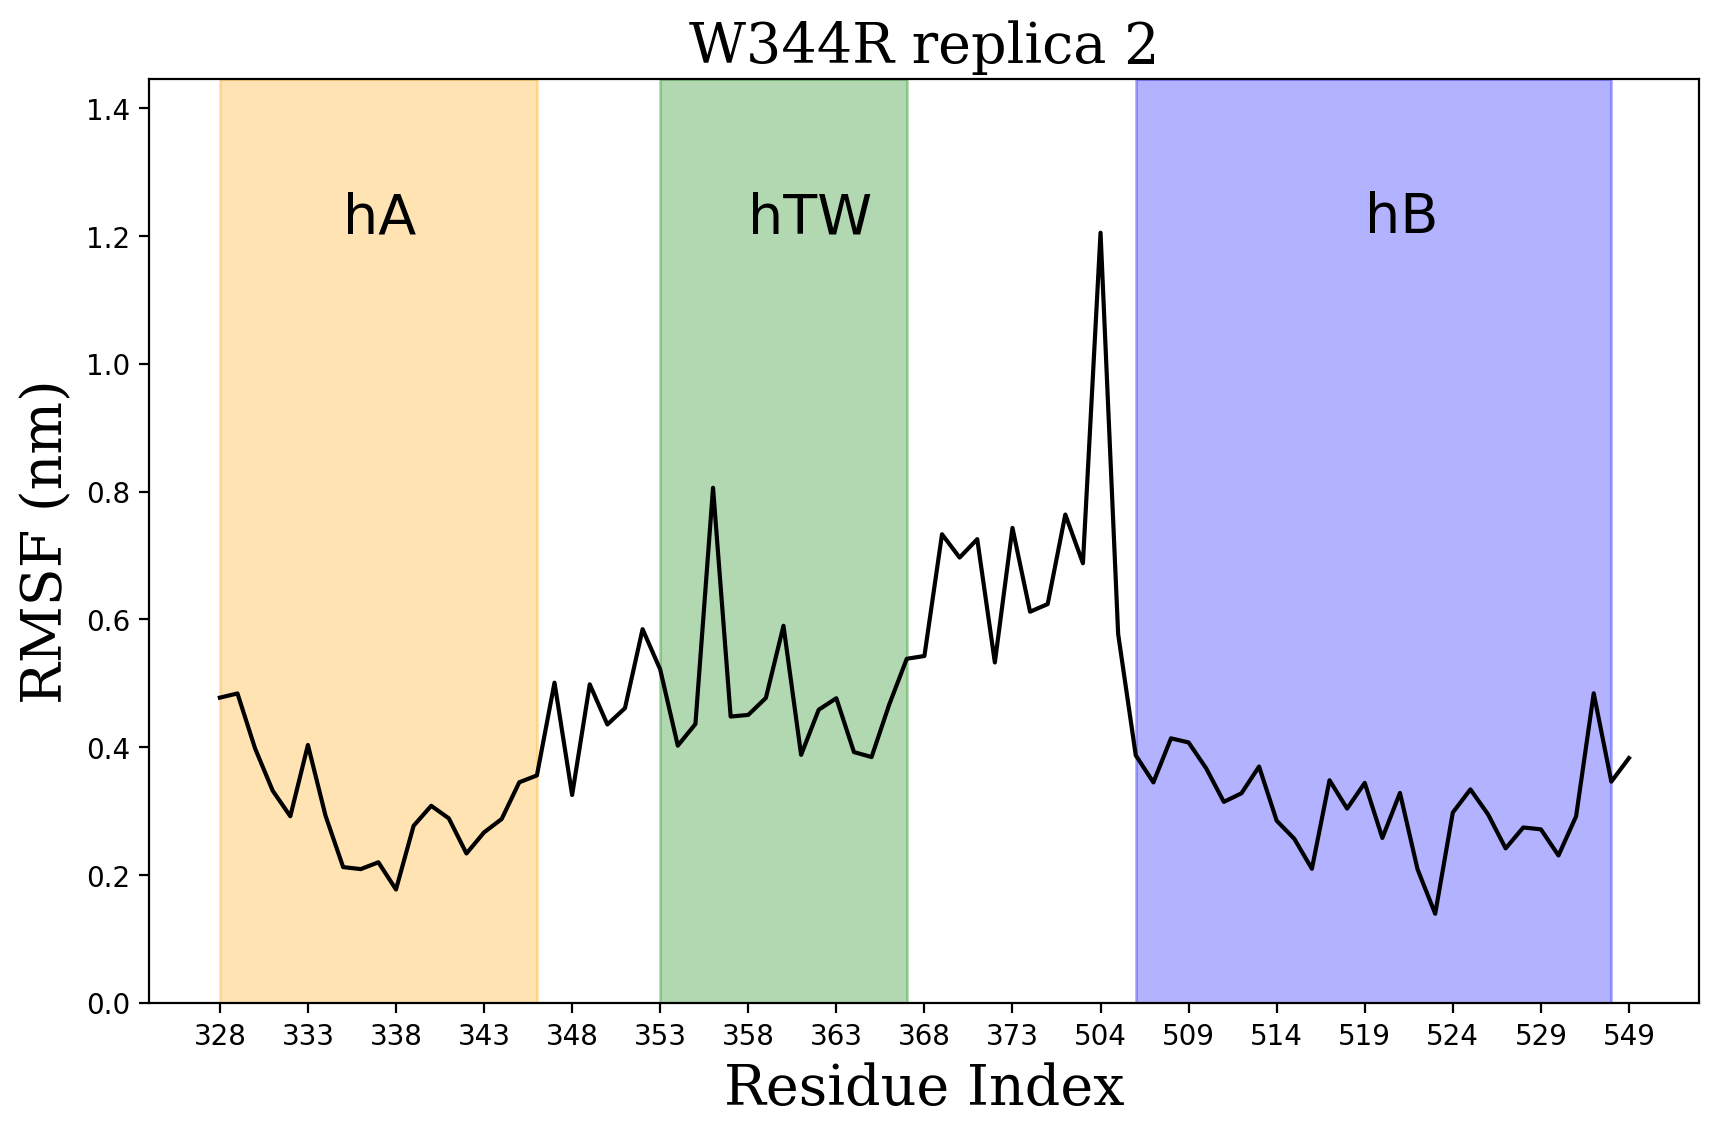 W344R replica 2
1.4
1.2
1.0
0.8
0.6
0.4
0.2
0.0
RMSF (nm)
hA
hTW
hB
328 333 338 343 348 353 358 363 368 373 504 509 514 519 524 529 549
Residue Index